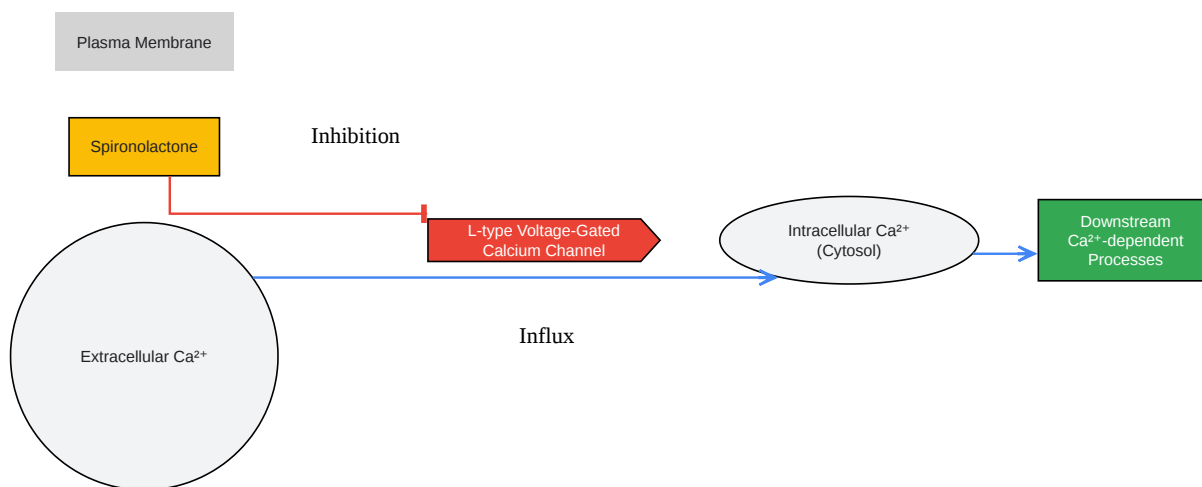 Plasma Membrane
Spironolactone
Inhibition
L-type Voltage-Gated
Calcium Channel
Intracellular Ca²⁺
(Cytosol)
Downstream
Ca²⁺-dependent
Processes
Influx
Extracellular Ca²⁺